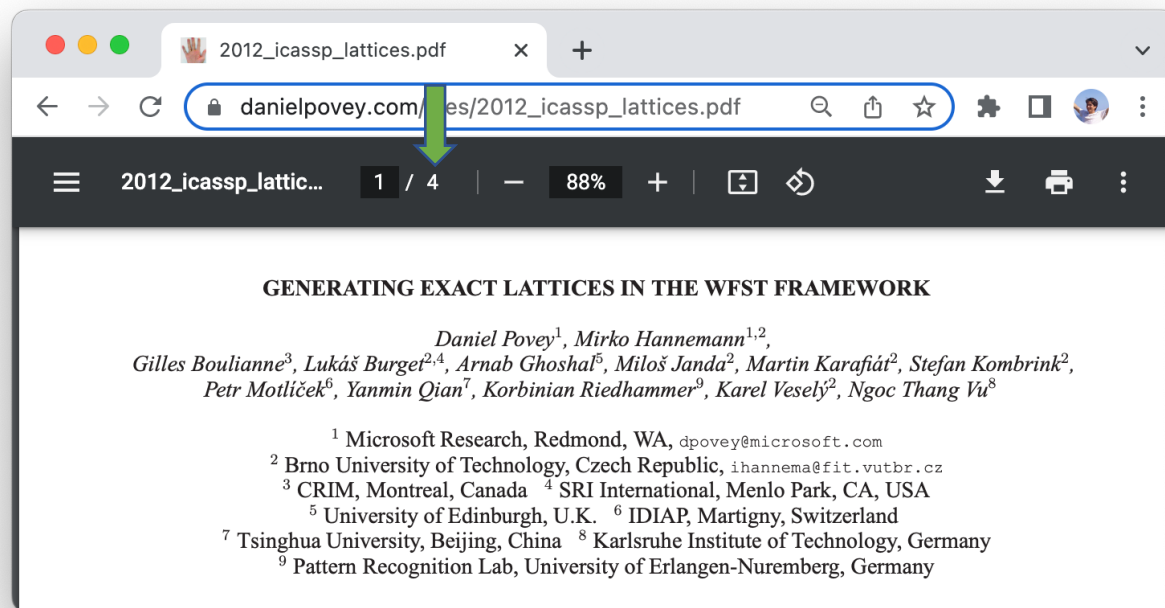 2012_icassp_lattices.pdf
danielpovey.com/ es/2012_icassp_lattices.pdf
2012_icassp_lattic... 1 / 4 88%
GENERATING EXACT LATTICES IN THE WFST FRAMEWORK
Daniel Povey1, Mirko Hannemann1,2,
Gilles Boulianne3, Lukáš Burget2,4, Arnab Ghoshal5, Miloš Janda2, Martin Karafiát2, Stefan Kombrink2,
Petr Motlíček6, Yanmin Qian7, Korbinian Riedhammer9, Karel Veselý2, Ngoc Thang Vu8
1 Microsoft Research, Redmond, WA, dpovey@microsoft.com
2 Brno University of Technology, Czech Republic, ihannema@fit.vutbr.cz
3 CRIM, Montreal, Canada 4 SRI International, Menlo Park, CA, USA
5 University of Edinburgh, U.K. 6 IDIAP, Martigny, Switzerland
7 Tsinghua University, Beijing, China 8 Karlsruhe Institute of Technology, Germany
9 Pattern Recognition Lab, University of Erlangen-Nuremberg, Germany